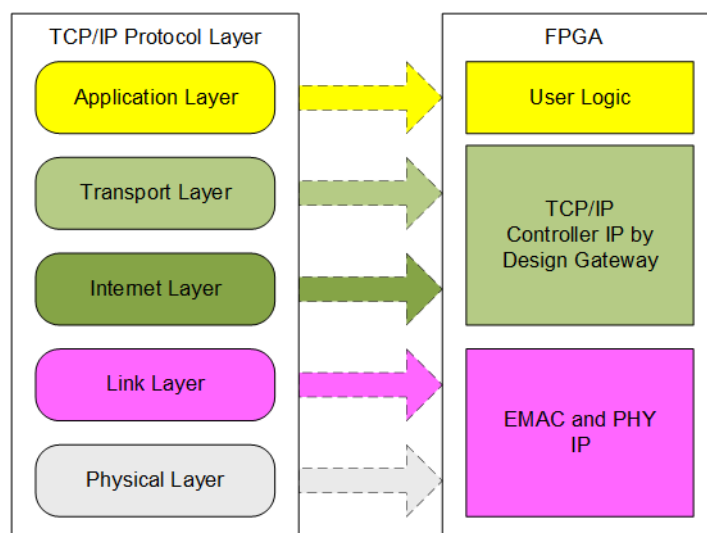 TCP/IP Protocol Layer
Application Layer
Transport Layer
Internet Layer
Link Layer
Physical Layer
FPGA
User Logic
TCP/IP
Controller IP by
Design Gateway
EMAC and PHY
IP